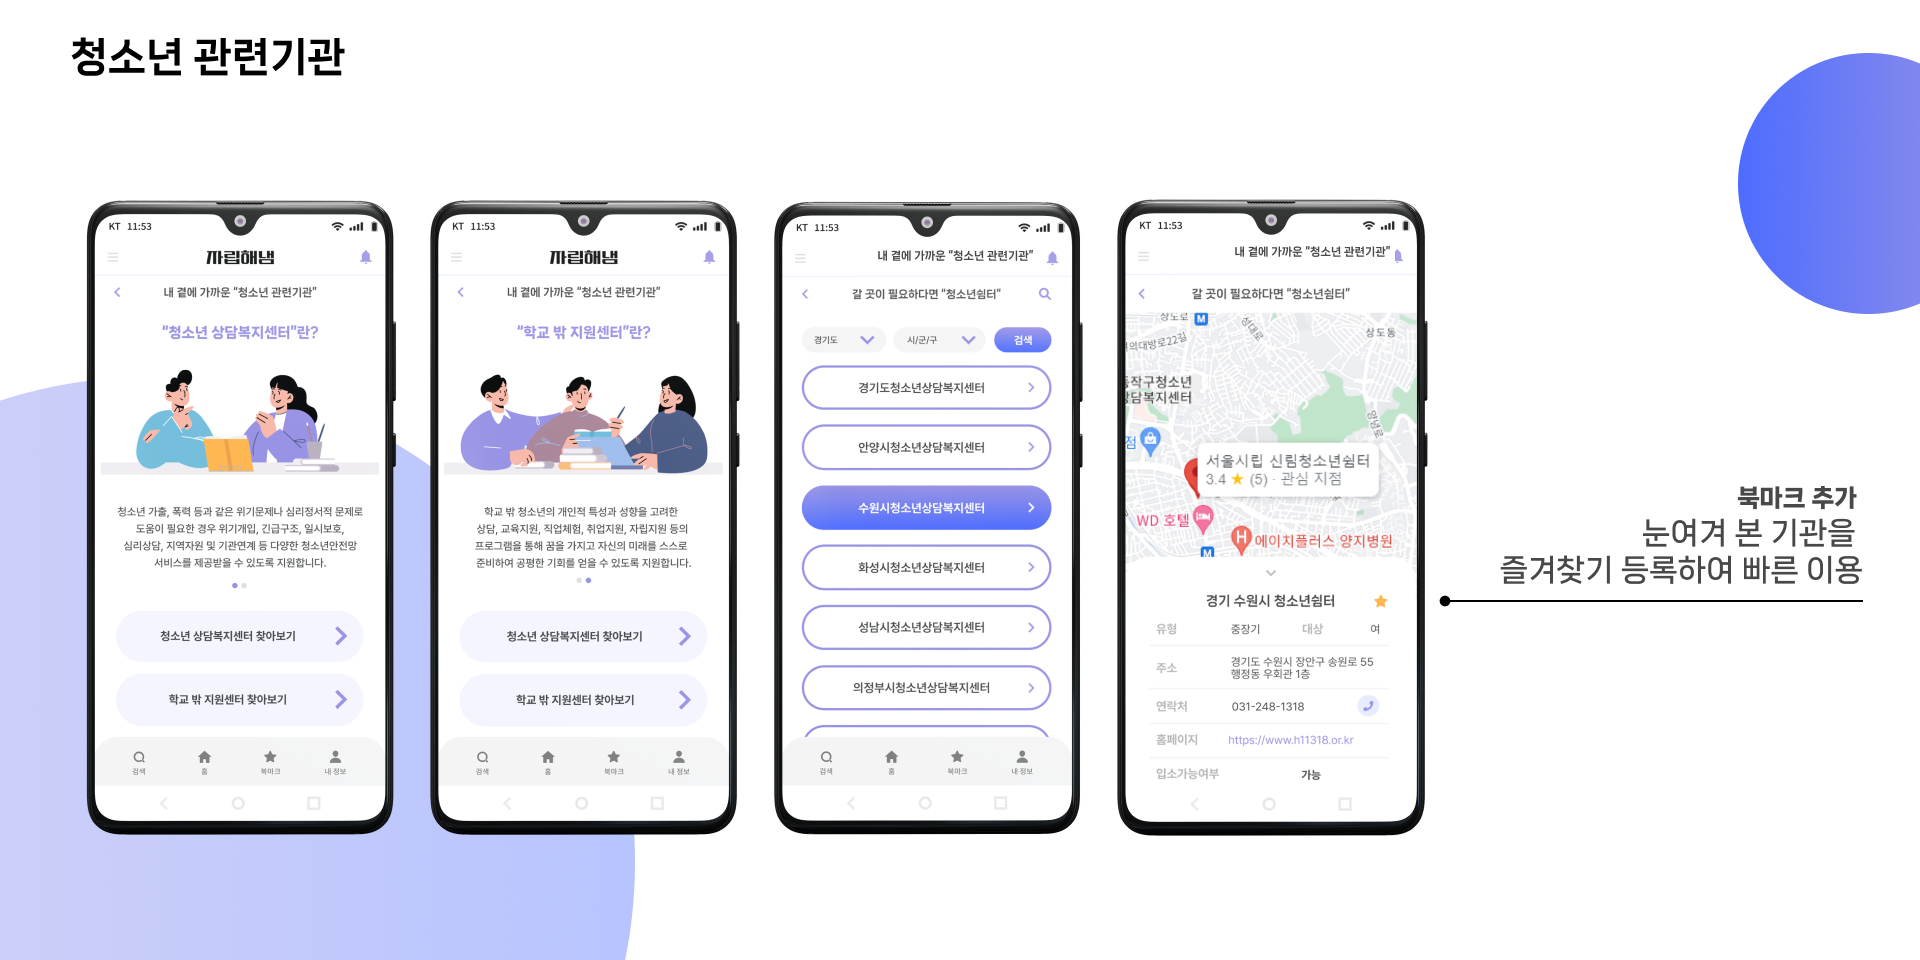 청소년 관련기관
KT 11:53
자립해냄
내 곁에 가까운 "청소년 관련기관"
"청소년 상담복지센터"란?
청소년 가출, 폭력 등과 같은 위기문제나 심리정서적 문제로
도움이 필요한 경우 위기개입, 긴급구조, 일시보호,
심리상담, 지역자원 및 기관연계 등 다양한 청소년안전망
서비스를 제공받을 수 있도록 지원합니다.
청소년 상담복지센터 찾아보기
학교 밖 지원센터 찾아보기
검색 홈 북마크 내 정보
KT 11:53
자립해냄
내 곁에 가까운 "청소년 관련기관"
"학교 밖 지원센터"란?
학교 밖 청소년의 개인적 특성과 성향을 고려한
상담, 교육지원, 직업체험, 취업지원, 자립지원 등의
프로그램을 통해 꿈을 가지고 자신의 미래를 스스로
준비하여 공평한 기회를 얻을 수 있도록 지원합니다.
청소년 상담복지센터 찾아보기
학교 밖 지원센터 찾아보기
검색 홈 북마크 내 정보
KT 11:53
내 곁에 가까운 "청소년 관련기관"
갈 곳이 필요하다면 "청소년쉼터"
경기도 시/군/구 검색
경기도청소년상담복지센터
안양시청소년상담복지센터
수원시청소년상담복지센터
화성시청소년상담복지센터
성남시청소년상담복지센터
의정부시청소년상담복지센터
검색 홈 북마크 내 정보
KT 11:53
내 곁에 가까운 "청소년 관련기관"
갈 곳이 필요하다면 "청소년쉼터"
상도로 M
성대로
상도동
여의대방로22길
동작구청소년
상담복지센터
양녕로
점
서울시립 신림청소년쉼터
3.4 ★ (5) · 관심 지점
WD 호텔
H 에이치플러스 양지병원
M
경기 수원시 청소년쉼터
유형 중장기 대상 여
주소 경기도 수원시 장안구 송원로 55
행정동 우회관 1층
연락처 031-248-1318
홈페이지 https://www.h11318.or.kr
입소가능여부 가능
북마크 추가
눈여겨 본 기관을
즐겨찾기 등록하여 빠른 이용